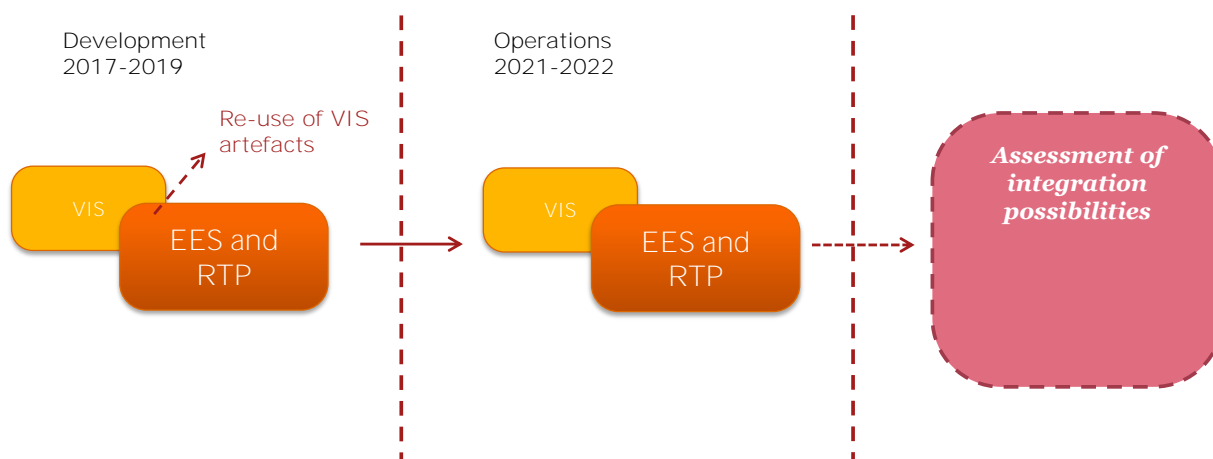 Development
2017-2019
Operations
2021-2022
Re-use of VIS
artefacts
VIS
EES and
RTP
VIS
EES and
RTP
Assessment of
integration
possibilities